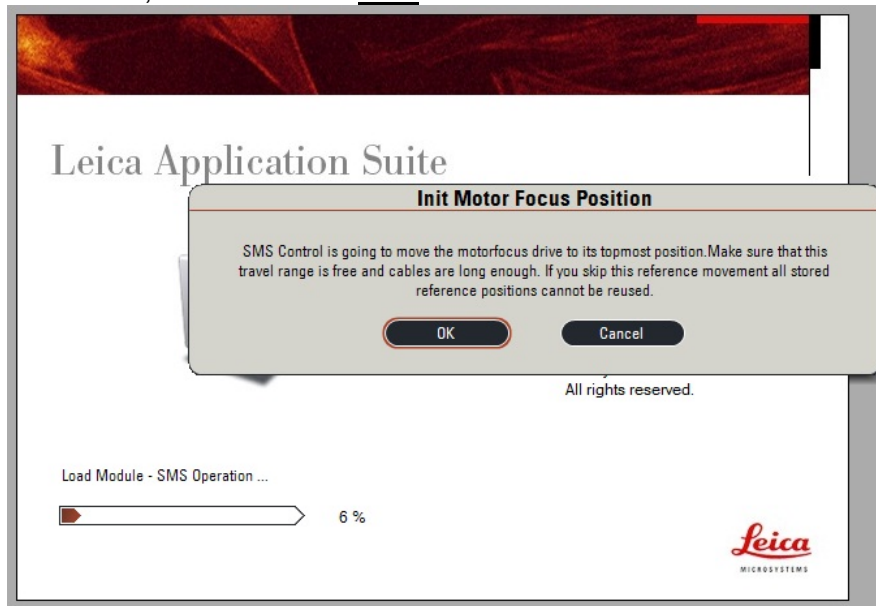 Leica Application Suite
Init Motor Focus Position
SMS Control is going to move the motorfocus drive to its topmost position.Make sure that this
travel range is free and cables are long enough. If you skip this reference movement all stored
reference positions cannot be reused.
OK
Cancel
All rights reserved.
Load Module - SMS Operation ...
6 %
Leica
MICROSYSTEMS